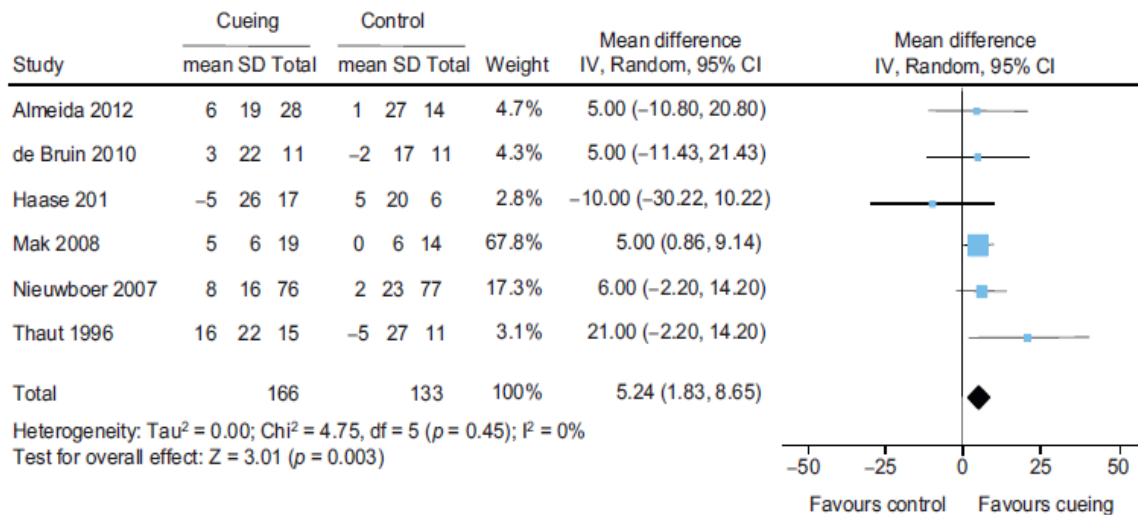 Cueing Control
Mean difference Mean difference
Study mean SD Total mean SD Total Weight IV, Random, 95% CI IV, Random, 95% CI
Almeida 2012 6 19 28 1 27 14 4.7% 5.00 (−10.80, 20.80)
de Bruin 2010 3 22 11 −2 17 11 4.3% 5.00 (−11.43, 21.43)
Haase 201 −5 26 17 5 20 6 2.8% −10.00 (−30.22, 10.22)
Mak 2008 5 6 19 0 6 14 67.8% 5.00 (0.86, 9.14)
Nieuwboer 2007 8 16 76 2 23 77 17.3% 6.00 (−2.20, 14.20)
Thaut 1996 16 22 15 −5 27 11 3.1% 21.00 (−2.20, 14.20)
Total 166 133 100% 5.24 (1.83, 8.65)
Heterogeneity: Tau² = 0.00; Chi² = 4.75, df = 5 (p = 0.45); I² = 0%
Test for overall effect: Z = 3.01 (p = 0.003)
−50 −25 0 25 50
Favours control Favours cueing